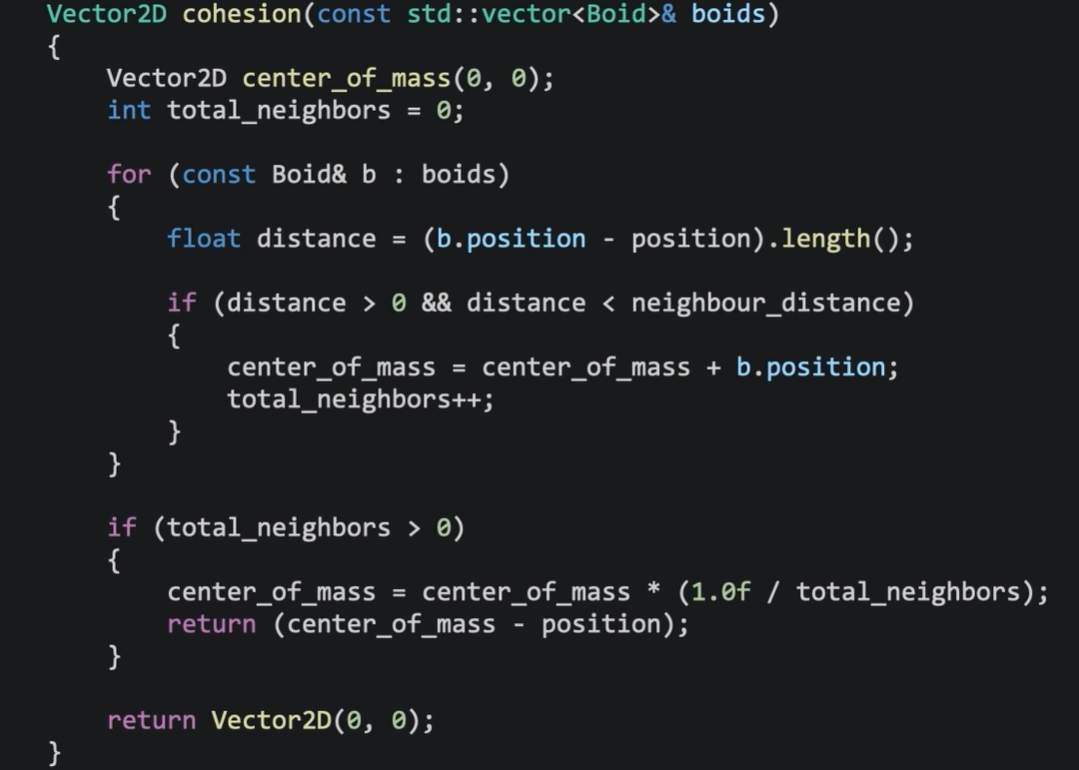 Vector2D cohesion(const std::vector<Boid>& boids)
{
    Vector2D center_of_mass(0, 0);
    int total_neighbors = 0;

    for (const Boid& b : boids)
    {
        float distance = (b.position - position).length();

        if (distance > 0 && distance < neighbour_distance)
        {
            center_of_mass = center_of_mass + b.position;
            total_neighbors++;
        }
    }

    if (total_neighbors > 0)
    {
        center_of_mass = center_of_mass * (1.0f / total_neighbors);
        return (center_of_mass - position);
    }

    return Vector2D(0, 0);
}